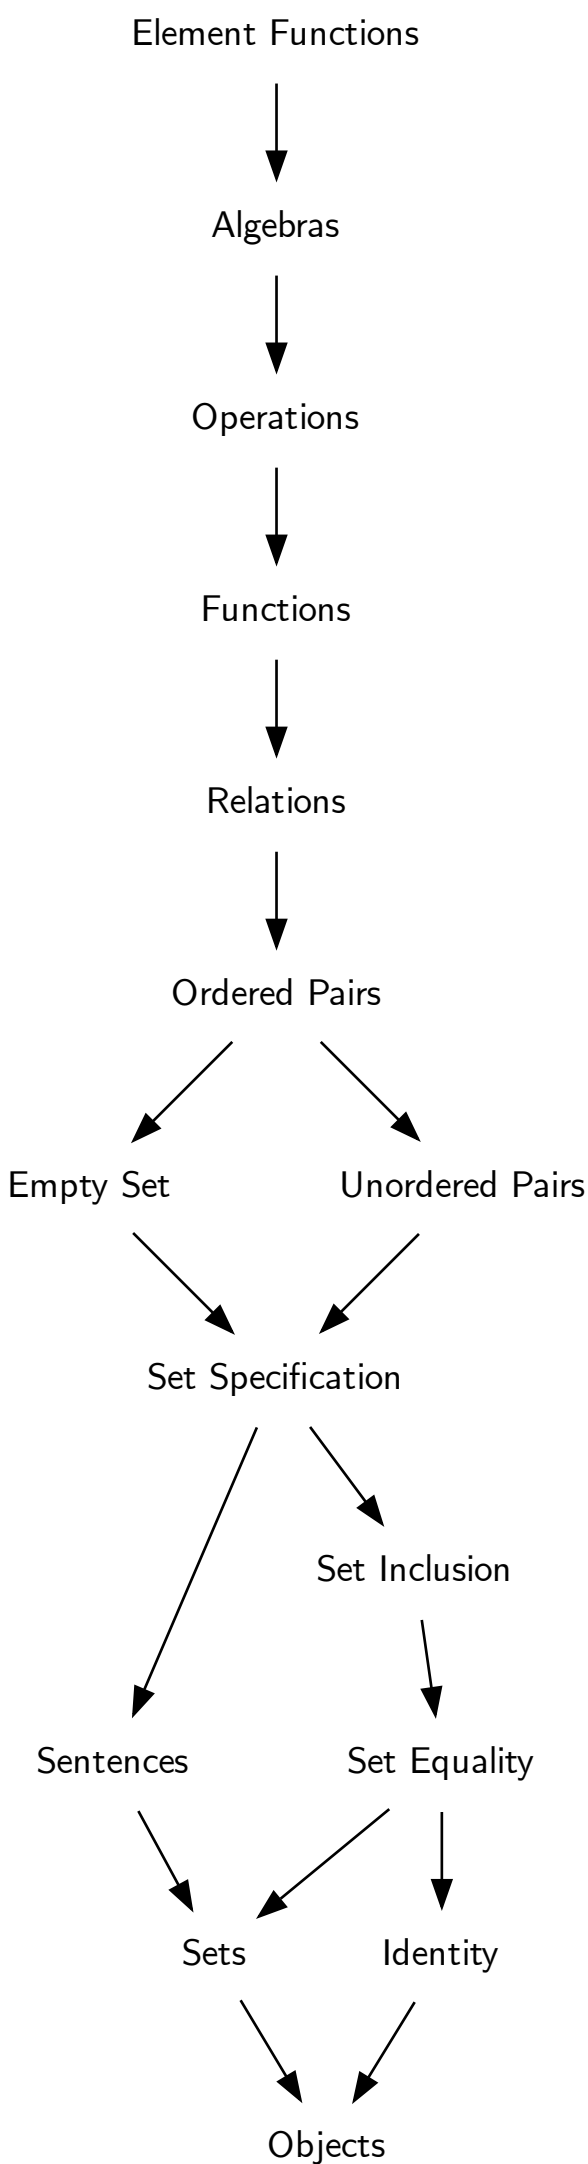 Element Functions
Algebras
Operations
Functions
Relations
Ordered Pairs
Empty Set
Unordered Pairs
Set Specification
Set Inclusion
Sentences
Set Equality
Sets
Identity
Objects